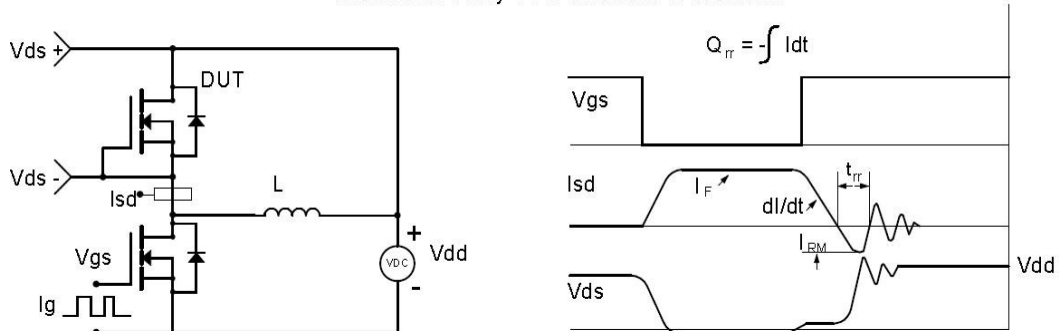 Vds +
DUT
Vds -
Isd
L
Vgs
+
VDC
Vdd
-
Ig
Qrr = -∫ Idt
Vgs
Isd
IF
dI/dt
trr
IRM
Vds
Vdd